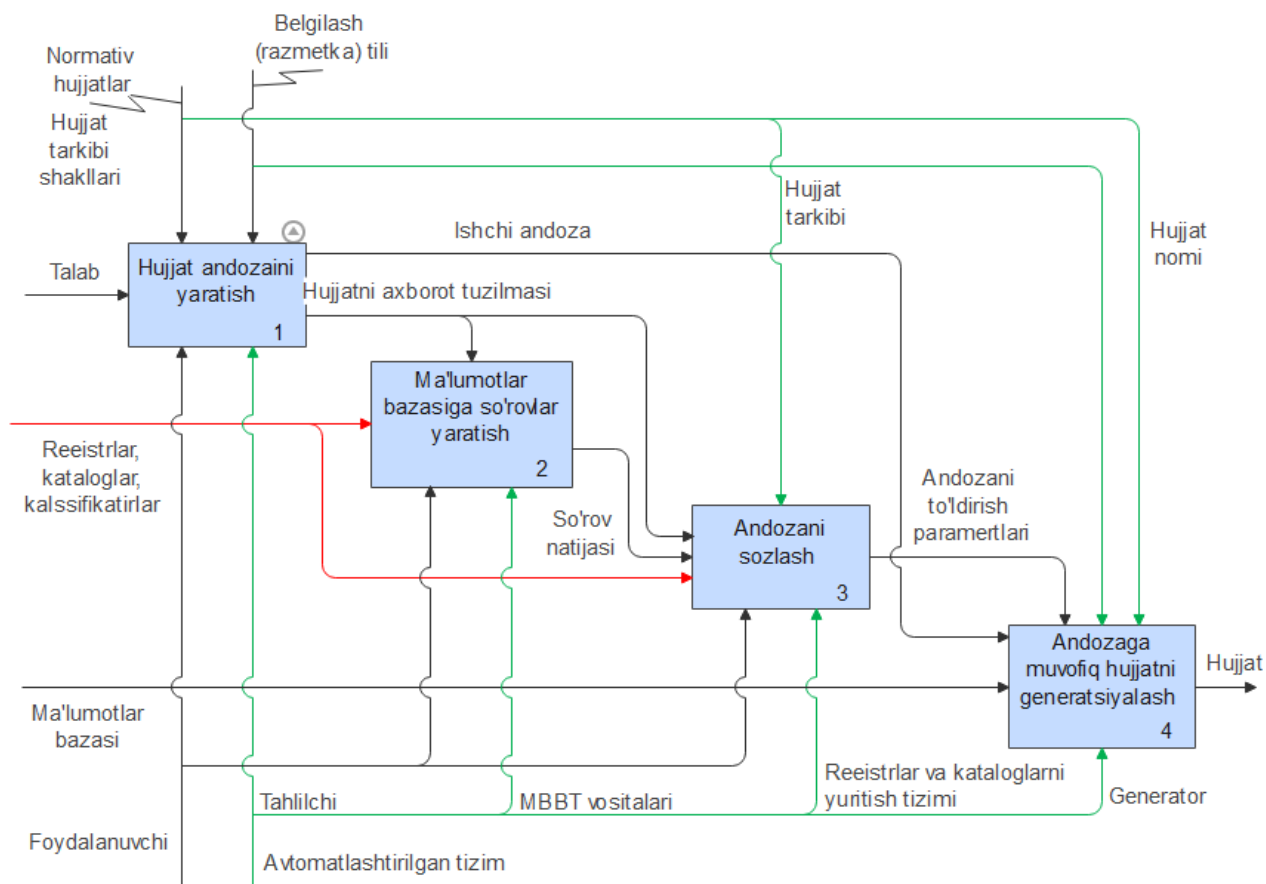 Belgilash
(razmetka) tili
Normativ
hujjatlar
Hujjat
tarkibi
shakllari
Hujjat
tarkibi
Hujjat
nomi
Ishchi andoza
Talab
Hujjat andozaini
yaratish
1
Hujjatni axborot tuzilmasi
Ma'lumotlar
bazasiga so'rovlar
yaratish
2
Reeistrlar,
kataloglar,
kalssifikatirlar
So'rov
natijasi
Andozani
sozlash
3
Andozani
to'ldirish
paramertlari
Andozaga
muvofiq hujjatni
generatsiyalash
4
Hujjat
Ma'lumotlar
bazasi
Tahlilchi
MBBT vositalari
Reeistrlar va kataloglarni
yuritish tizimi
Generator
Foydalanuvchi
Avtomatlashtirilgan tizim